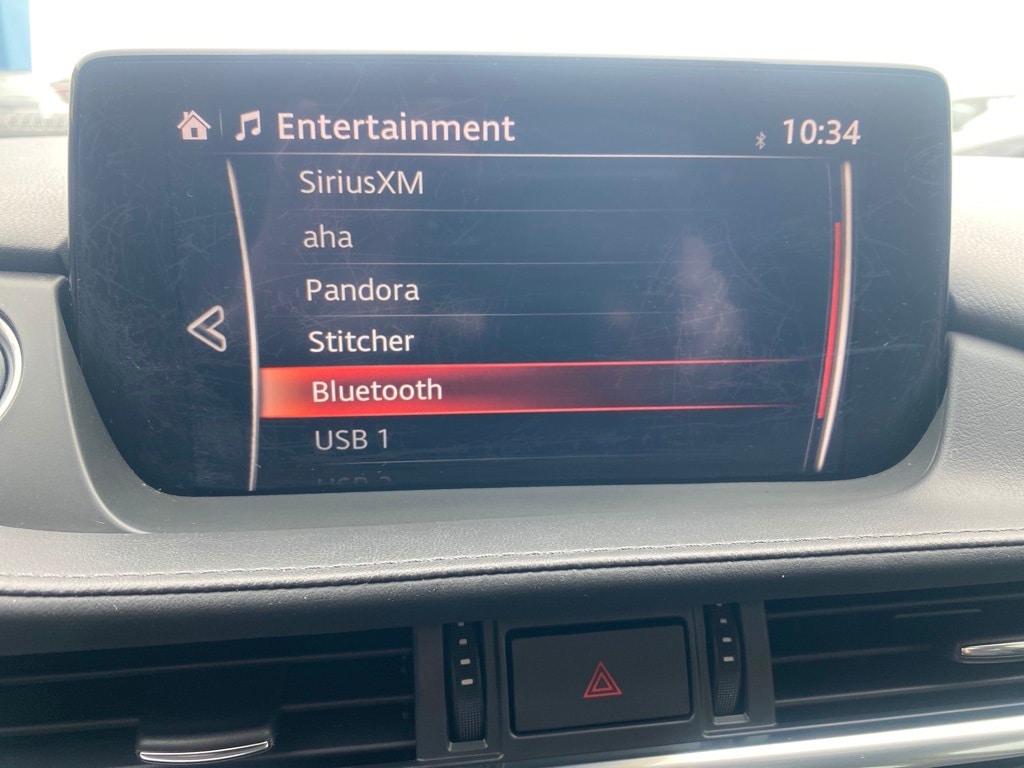 Entertainment
10:34
SiriusXM
aha
Pandora
Stitcher
Bluetooth
USB 1